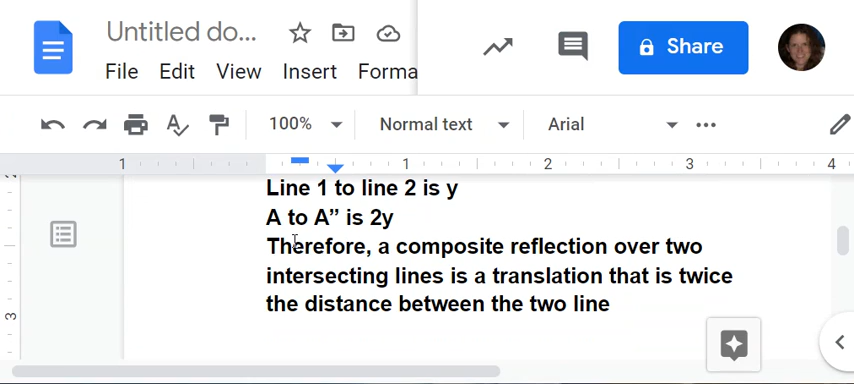 Untitled do...
File Edit View Insert Forma
Share
100% Normal text Arial
1 1 2 3 4
Line 1 to line 2 is y
A to A” is 2y
Therefore, a composite reflection over two
intersecting lines is a translation that is twice
the distance between the two line
3